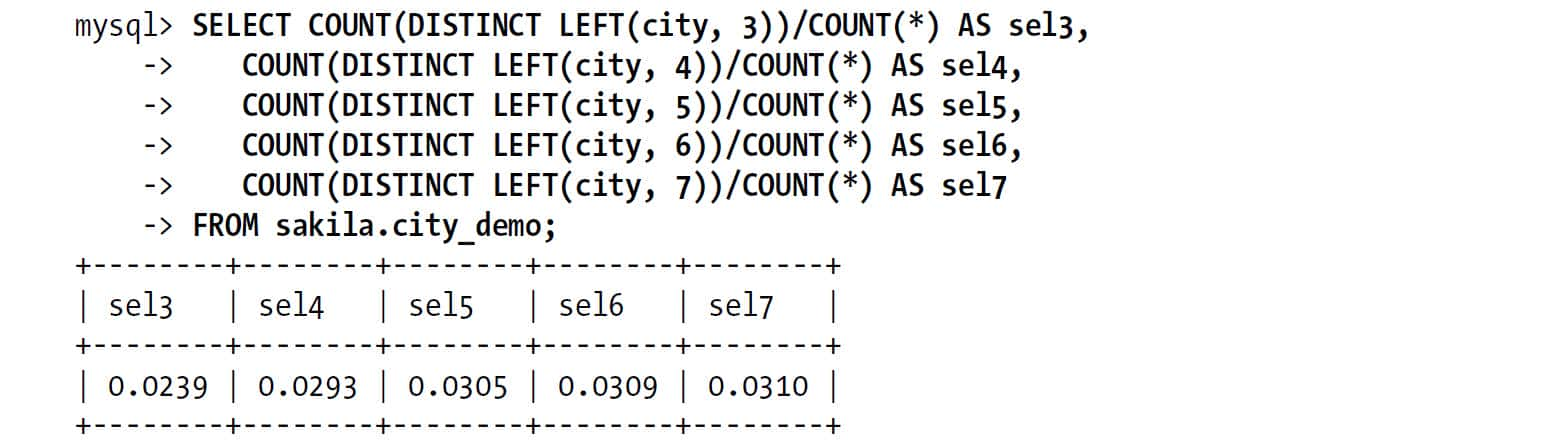 mysql> SELECT COUNT(DISTINCT LEFT(city, 3))/COUNT(*) AS sel3,
    ->    COUNT(DISTINCT LEFT(city, 4))/COUNT(*) AS sel4,
    ->    COUNT(DISTINCT LEFT(city, 5))/COUNT(*) AS sel5,
    ->    COUNT(DISTINCT LEFT(city, 6))/COUNT(*) AS sel6,
    ->    COUNT(DISTINCT LEFT(city, 7))/COUNT(*) AS sel7
    -> FROM sakila.city_demo;
+--------+--------+--------+--------+--------+
| sel3   | sel4   | sel5   | sel6   | sel7   |
+--------+--------+--------+--------+--------+
| 0.0239 | 0.0293 | 0.0305 | 0.0309 | 0.0310 |
+--------+--------+--------+--------+--------+